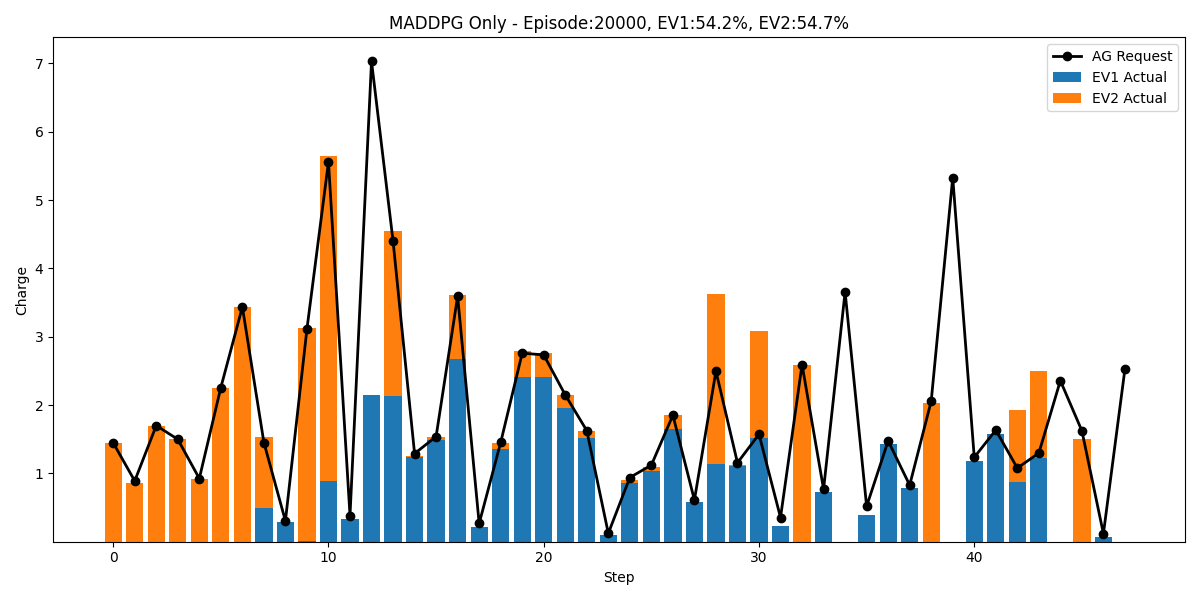 MADDPG Only - Episode:20000, EV1:54.2%, EV2:54.7%
AG Request
EV1 Actual
EV2 Actual
Charge
7
6
5
4
3
2
1
0 10 20 30 40
Step